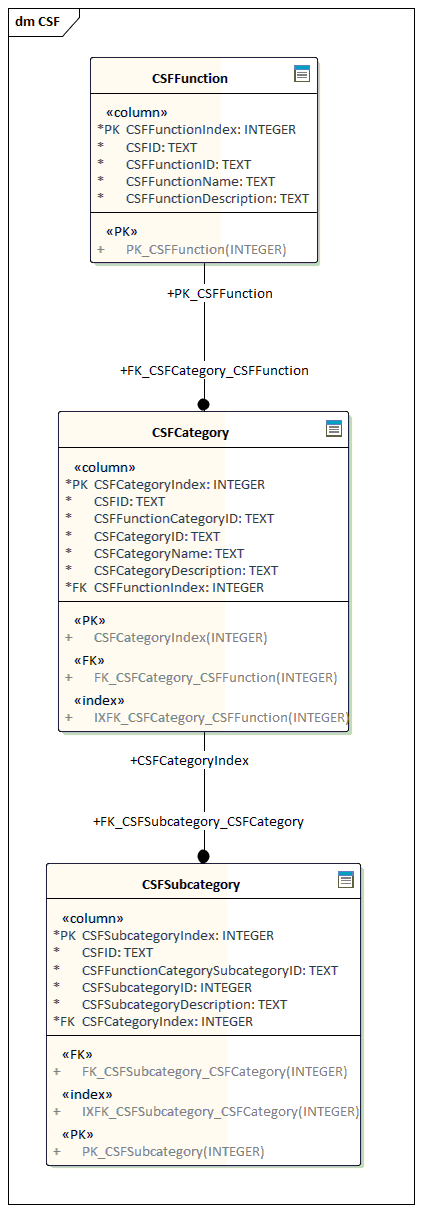 dm CSF
CSFFunction
«column»
*PK CSFFunctionIndex: INTEGER
* CSFID: TEXT
* CSFFunctionID: TEXT
* CSFFunctionName: TEXT
* CSFFunctionDescription: TEXT
«PK»
+ PK_CSFFunction(INTEGER)
+PK_CSFFunction
+FK_CSFCategory_CSFFunction
CSFCategory
«column»
*PK CSFCategoryIndex: INTEGER
* CSFID: TEXT
* CSFFunctionCategoryID: TEXT
* CSFCategoryID: TEXT
* CSFCategoryName: TEXT
* CSFCategoryDescription: TEXT
*FK CSFFunctionIndex: INTEGER
«PK»
+ CSFCategoryIndex(INTEGER)
«FK»
+ FK_CSFCategory_CSFFunction(INTEGER)
«index»
+ IXFK_CSFCategory_CSFFunction(INTEGER)
+CSFCategoryIndex
+FK_CSFSubcategory_CSFCategory
CSFSubcategory
«column»
*PK CSFSubcategoryIndex: INTEGER
* CSFID: TEXT
* CSFFunctionCategorySubcategoryID: TEXT
* CSFSubcategoryID: INTEGER
* CSFSubcategoryDescription: TEXT
*FK CSFCategoryIndex: INTEGER
«FK»
+ FK_CSFSubcategory_CSFCategory(INTEGER)
«index»
+ IXFK_CSFSubcategory_CSFCategory(INTEGER)
«PK»
+ PK_CSFSubcategory(INTEGER)